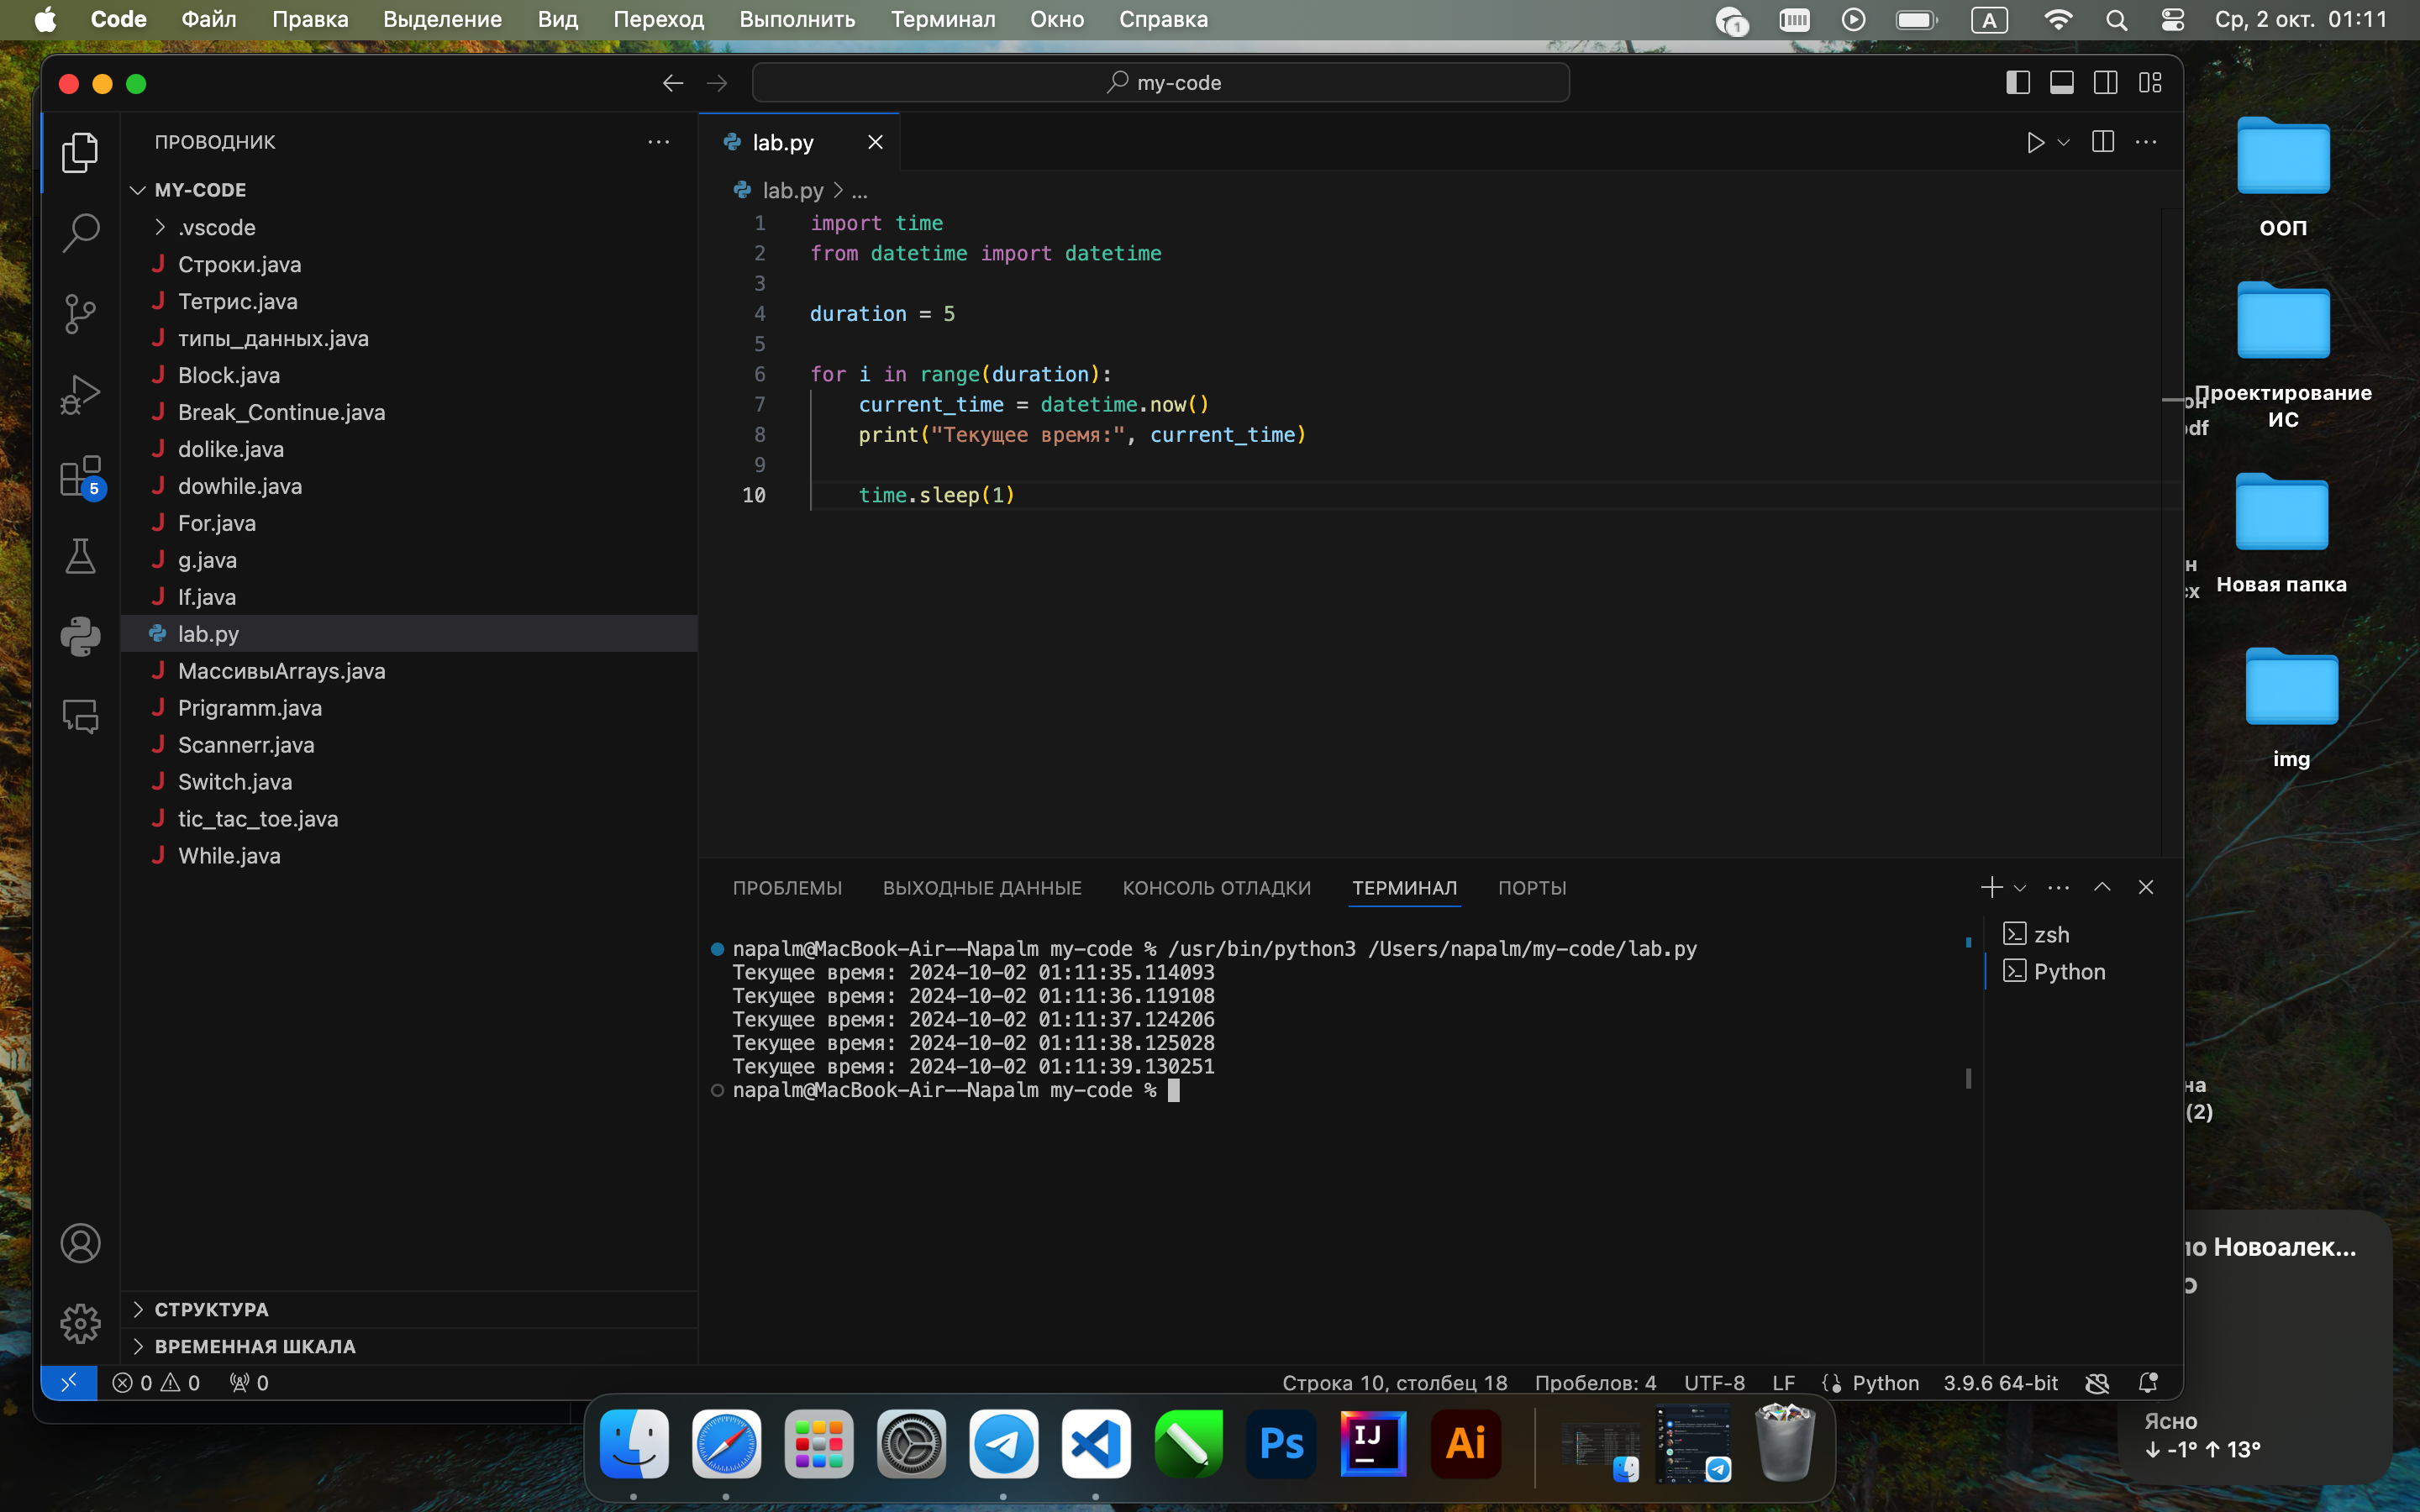 Code Файл Правка Выделение Вид Переход Выполнить Терминал Окно Справка
1 A Ср, 2 окт. 01:11
my-code
ПРОВОДНИК
MY-CODE
.vscode
J Строки.java
J Тетрис.java
J типы_данных.java
J Block.java
J Break_Continue.java
J dolike.java
J dowhile.java
J For.java
J g.java
J If.java
lab.py
J МассивыArrays.java
J Prigramm.java
J Scannerr.java
J Switch.java
J tic_tac_toe.java
J While.java
5
СТРУКТУРА
ВРЕМЕННАЯ ШКАЛА
lab.py
lab.py > ...
1 import time
2 from datetime import datetime
3
4 duration = 5
5
6 for i in range(duration):
7 current_time = datetime.now()
8 print("Текущее время:", current_time)
9
10 time.sleep(1)
ПРОБЛЕМЫ ВЫХОДНЫЕ ДАННЫЕ КОНСОЛЬ ОТЛАДКИ ТЕРМИНАЛ ПОРТЫ
napalm@MacBook-Air--Napalm my-code % /usr/bin/python3 /Users/napalm/my-code/lab.py
Текущее время: 2024-10-02 01:11:35.114093
Текущее время: 2024-10-02 01:11:36.119108
Текущее время: 2024-10-02 01:11:37.124206
Текущее время: 2024-10-02 01:11:38.125028
Текущее время: 2024-10-02 01:11:39.130251
napalm@MacBook-Air--Napalm my-code %
zsh
Python
0 0 0
Строка 10, столбец 18 Пробелов: 4 UTF-8 LF Python 3.9.6 64-bit
ООП
Проектирование
ИС
Новая папка
img
(2)
Новоалек...
Ясно
↓ -1° ↑ 13°
Ps IJ Ai